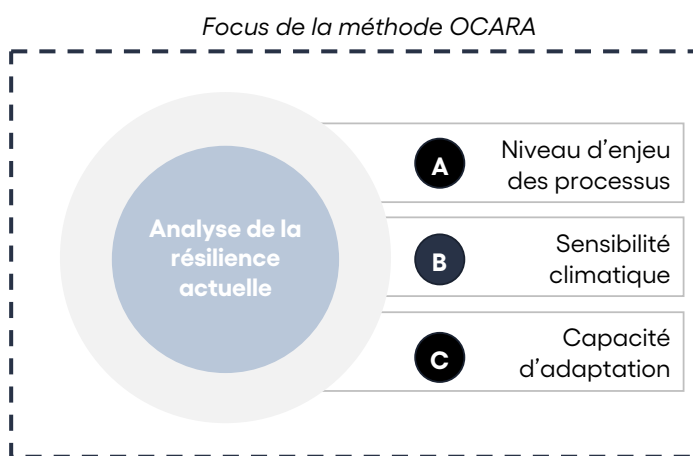 Focus de la méthode OCARA
Analyse de la
résilience
actuelle
A
Niveau d’enjeu
des processus
B
Sensibilité
climatique
C
Capacité
d’adaptation